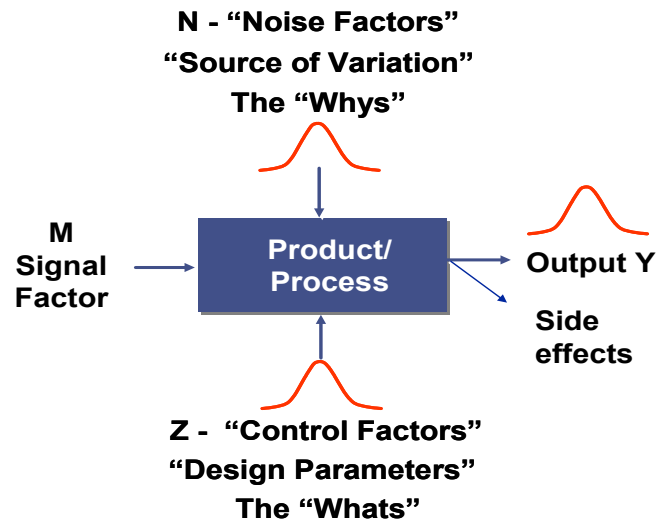 N - “Noise Factors”
“Source of Variation”
The “Whys”
M
Signal
Factor
Product/
Process
Output Y
Side
effects
Z -  “Control Factors”
“Design Parameters”
The “Whats”